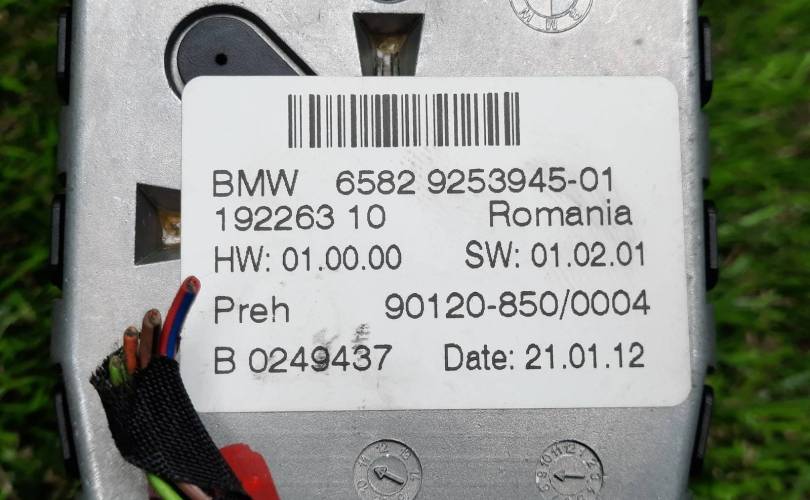 BMW 6582 9253945-01
192263 10 Romania
HW: 01.00.00 SW: 01.02.01
Preh 90120-850/0004
B 0249437 Date: 21.01.12